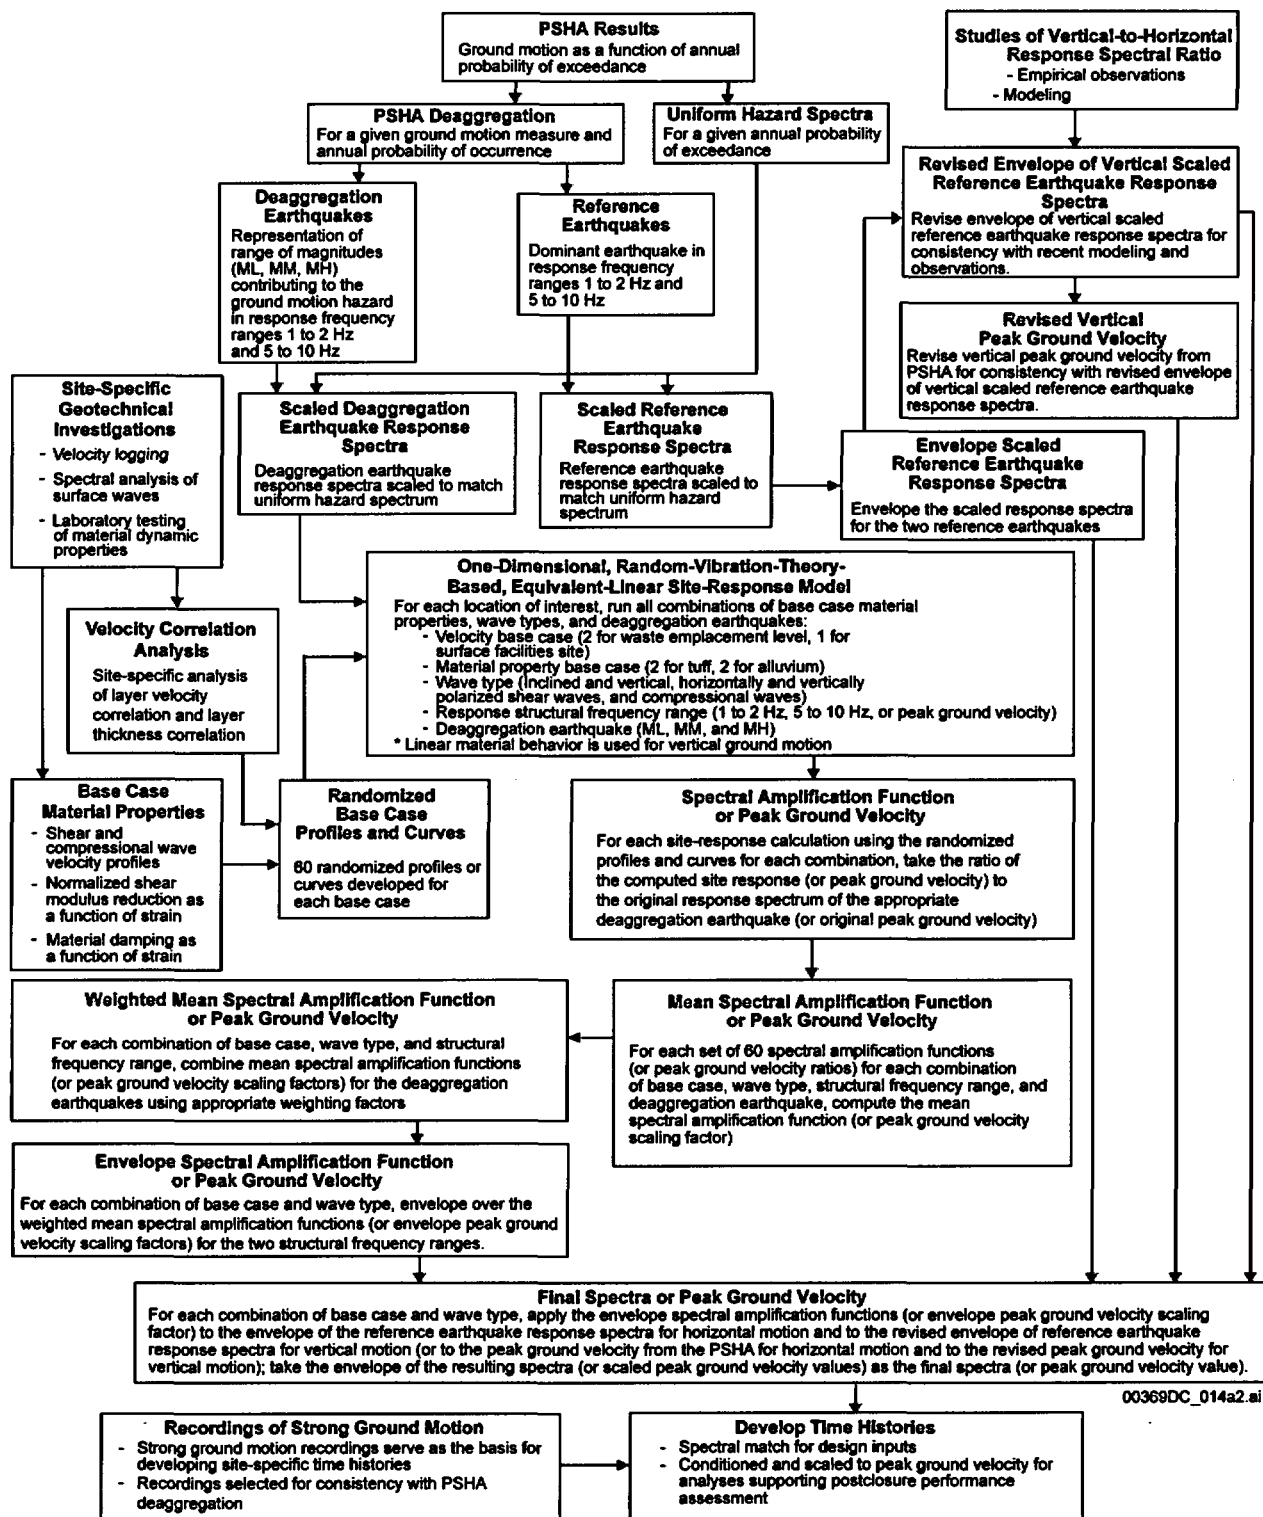 PSHA Results
Ground motion as a function of annual
probability of exceedance
Studies of Vertical-to-Horizontal
Response Spectral Ratio
- Empirical observations
- Modeling
PSHA Deaggregation
For a given ground motion measure and
annual probability of occurrence
Uniform Hazard Spectra
For a given annual probability
of exceedance
Revised Envelope of Vertical Scaled
Reference Earthquake Response
Spectra
Revise envelope of vertical scaled
reference earthquake response spectra for
consistency with recent modeling and
observations.
Deaggregation
Earthquakes
Representation of
range of magnitudes
(ML, MM, MH)
contributing to the
ground motion hazard
in response frequency
ranges 1 to 2 Hz
and 5 to 10 Hz
Reference
Earthquakes
Dominant earthquake in
response frequency
ranges 1 to 2 Hz and
5 to 10 Hz
Revised Vertical
Peak Ground Velocity
Revise vertical peak ground velocity from
PSHA for consistency with revised envelope
of vertical scaled reference earthquake
response spectra.
Site-Specific
Geotechnical
Investigations
- Velocity logging
- Spectral analysis of
surface waves
- Laboratory testing
of material dynamic
properties
Scaled Deaggregation
Earthquake Response
Spectra
Deaggregation earthquake
response spectra scaled to match
uniform hazard spectrum
Scaled Reference
Earthquake
Response Spectra
Reference earthquake
response spectra scaled to
match uniform hazard
spectrum
Envelope Scaled
Reference Earthquake
Response Spectra
Envelope the scaled response spectra
for the two reference earthquakes
One-Dimensional, Random-Vibration-Theory-
Based, Equivalent-Linear Site-Response Model
For each location of interest, run all combinations of base case material
properties, wave types, and deaggregation earthquakes:
- Velocity base case (2 for waste emplacement level, 1 for
surface facilities site)
- Material property base case (2 for tuff, 2 for alluvium)
- Wave type (Inclined and vertical, horizontally and vertically
polarized shear waves, and compressional waves)
- Response structural frequency range (1 to 2 Hz, 5 to 10 Hz, or peak ground velocity)
- Deaggregation earthquake (ML, MM, and MH)
* Linear material behavior is used for vertical ground motion
Velocity Correlation
Analysis
Site-specific analysis
of layer velocity
correlation and layer
thickness correlation
Base Case
Material Properties
- Shear and
compressional wave
velocity profiles
- Normalized shear
modulus reduction as
a function of strain
- Material damping as
a function of strain
Randomized
Base Case
Profiles and Curves
60 randomized profiles or
curves developed for
each base case
Spectral Amplification Function
or Peak Ground Velocity
For each site-response calculation using the randomized
profiles and curves for each combination, take the ratio of
the computed site response (or peak ground velocity) to
the original response spectrum of the appropriate
deaggregation earthquake (or original peak ground velocity)
Weighted Mean Spectral Amplification Function
or Peak Ground Velocity
For each combination of base case, wave type, and structural
frequency range, combine mean spectral amplification functions
(or peak ground velocity scaling factors) for the deaggregation
earthquakes using appropriate weighting factors
Mean Spectral Amplification Function
or Peak Ground Velocity
For each set of 60 spectral amplification functions
(or peak ground velocity ratios) for each combination
of base case, wave type, structural frequency range, and
deaggregation earthquake, compute the mean
spectral amplification function (or peak ground velocity
scaling factor)
Envelope Spectral Amplification Function
or Peak Ground Velocity
For each combination of base case and wave type, envelope over the
weighted mean spectral amplification functions (or envelope peak ground
velocity scaling factors) for the two structural frequency ranges.
Final Spectra or Peak Ground Velocity
For each combination of base case and wave type, apply the envelope spectral amplification functions (or envelope peak ground velocity scaling
factor) to the envelope of the reference earthquake response spectra for horizontal motion and to the revised envelope of reference earthquake
response spectra for vertical motion (or to the peak ground velocity from the PSHA for horizontal motion and to the revised peak ground velocity for
vertical motion); take the envelope of the resulting spectra (or scaled peak ground velocity values) as the final spectra (or peak ground velocity value).
00369DC_014a2.ai
Recordings of Strong Ground Motion
- Strong ground motion recordings serve as the basis for
developing site-specific time histories
- Recordings selected for consistency with PSHA
deaggregation
Develop Time Histories
- Spectral match for design inputs
- Conditioned and scaled to peak ground velocity for
analyses supporting postclosure performance
assessment